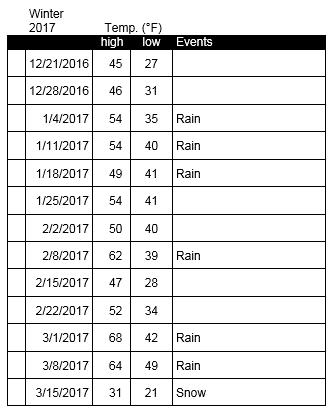 Winter
2017 Temp. (°F)
high low Events
12/21/2016 45 27
12/28/2016 46 31
1/4/2017 54 35 Rain
1/11/2017 54 40 Rain
1/18/2017 49 41 Rain
1/25/2017 54 41
2/2/2017 50 40
2/8/2017 62 39 Rain
2/15/2017 47 28
2/22/2017 52 34
3/1/2017 68 42 Rain
3/8/2017 64 49 Rain
3/15/2017 31 21 Snow